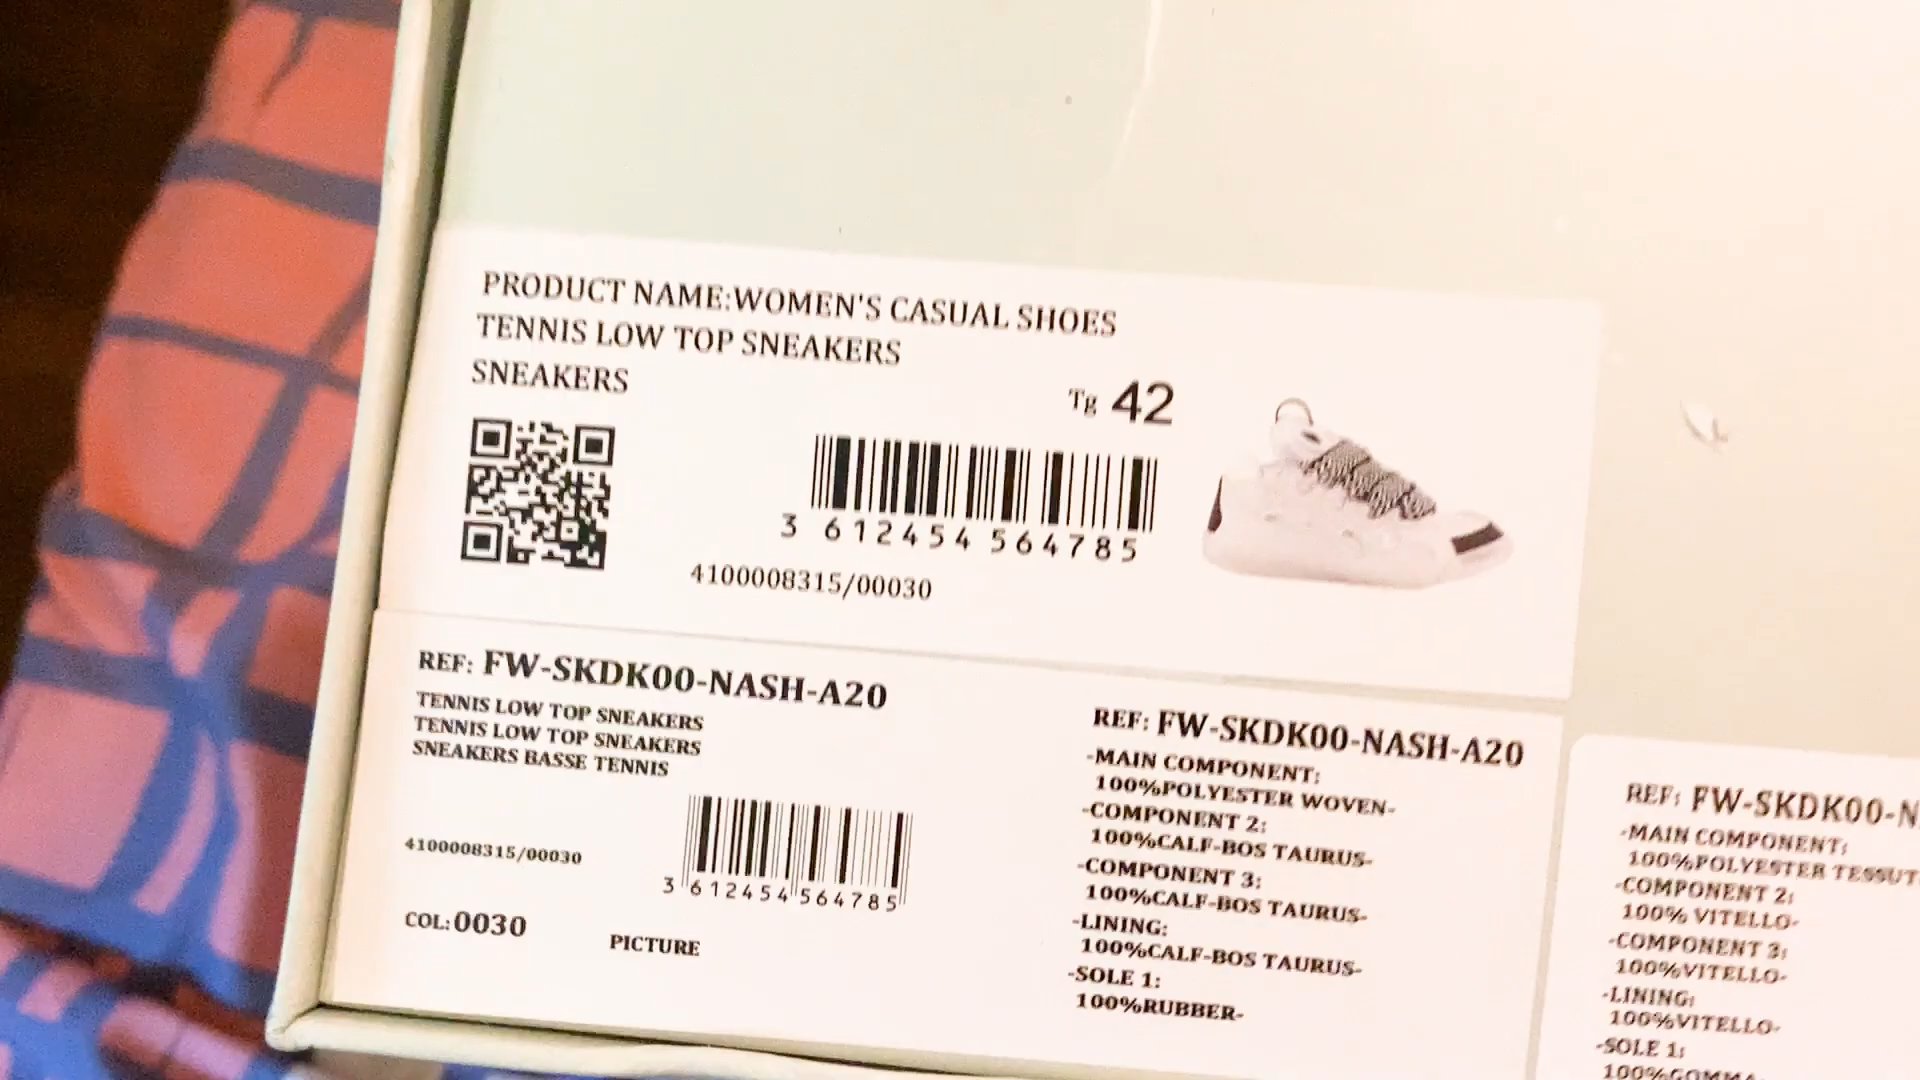 PRODUCT NAME:WOMEN'S CASUAL SHOES
TENNIS LOW TOP SNEAKERS
SNEAKERS
Tg 42
3 612454 564785
4100008315/00030
REF: FW-SKDK00-NASH-A20
TENNIS LOW TOP SNEAKERS
TENNIS LOW TOP SNEAKERS
SNEAKERS BASSE TENNIS
4100008315/00030
3 612454 564785
COL:0030
PICTURE
REF: FW-SKDK00-NASH-A20
-MAIN COMPONENT:
100%POLYESTER WOVEN-
-COMPONENT 2:
100%CALF-BOS TAURUS-
-COMPONENT 3:
100%CALF-BOS TAURUS-
-LINING:
100%CALF-BOS TAURUS-
-SOLE 1:
100%RUBBER-
REF: FW-SKDK00-N
-MAIN COMPONENT:
100%POLYESTER TESSUT
-COMPONENT 2:
100% VITELLO-
-COMPONENT 3:
100%VITELLO-
-LINING:
100%VITELLO-
-SOLE 1:
100%GOMMA-